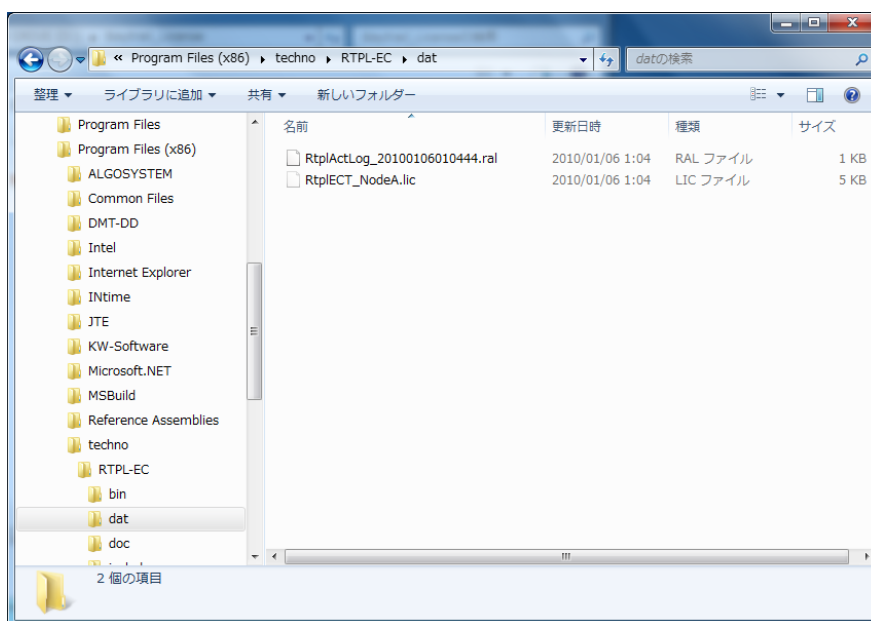 « Program Files (x86) ▸ techno ▸ RTPL-EC ▸ dat
datの検索
整理 ライブラリに追加 共有 新しいフォルダー
名前 更新日時 種類 サイズ
RtplActLog_20100106010444.ral 2010/01/06 1:04 RAL ファイル 1 KB
RtplECT_NodeA.lic 2010/01/06 1:04 LIC ファイル 5 KB
Program Files
Program Files (x86)
ALGOSYSTEM
Common Files
DMT-DD
Intel
Internet Explorer
INtime
JTE
KW-Software
Microsoft.NET
MSBuild
Reference Assemblies
techno
RTPL-EC
bin
dat
doc
2 個の項目